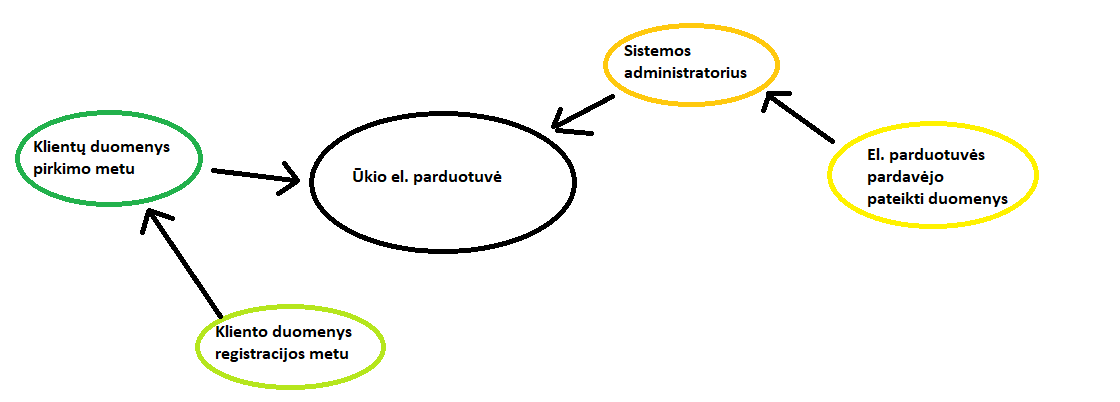 Sistemos
administratorius
Klientų duomenys
pirkimo metu
Ūkio el. parduotuvė
El. parduotuvės
pardavėjo
pateikti duomenys
Kliento duomenys
registracijos metu